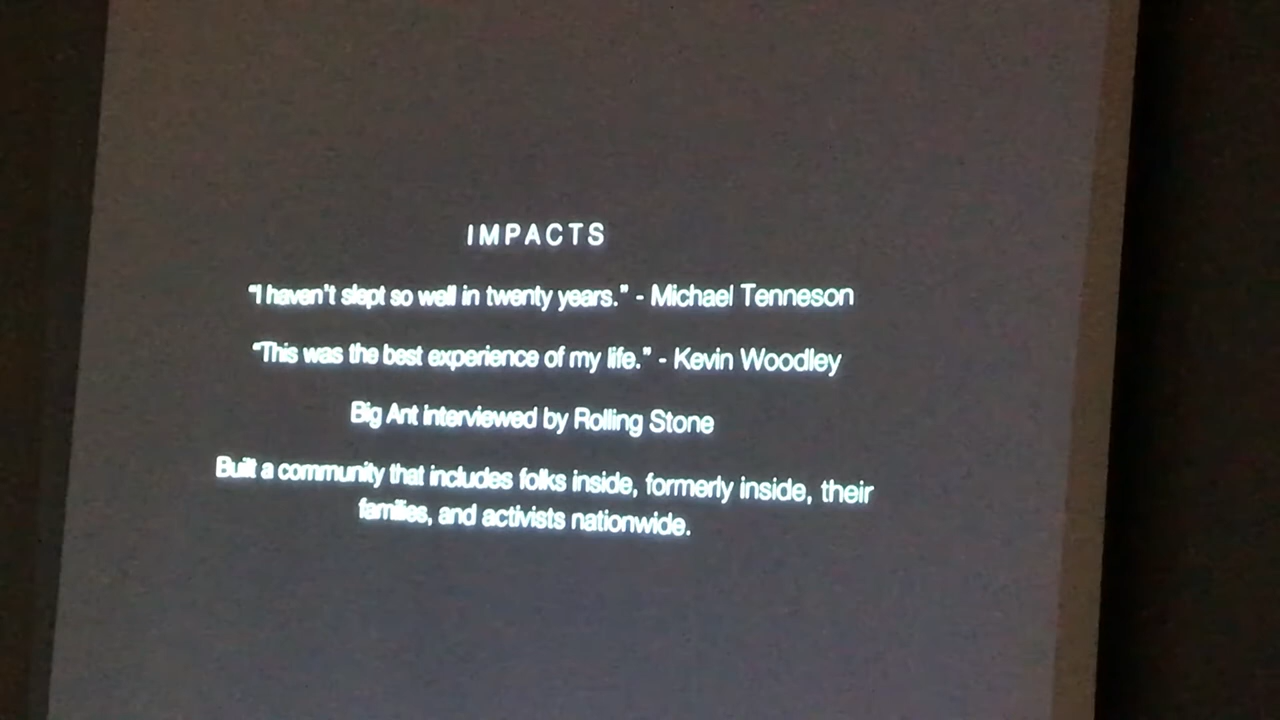 IMPACTS
“I haven't slept so well in twenty years.” - Michael Tenneson
“This was the best experience of my life.” - Kevin Woodley
Big Ant interviewed by Rolling Stone
Built a community that includes folks inside, formerly inside, their
families, and activists nationwide.